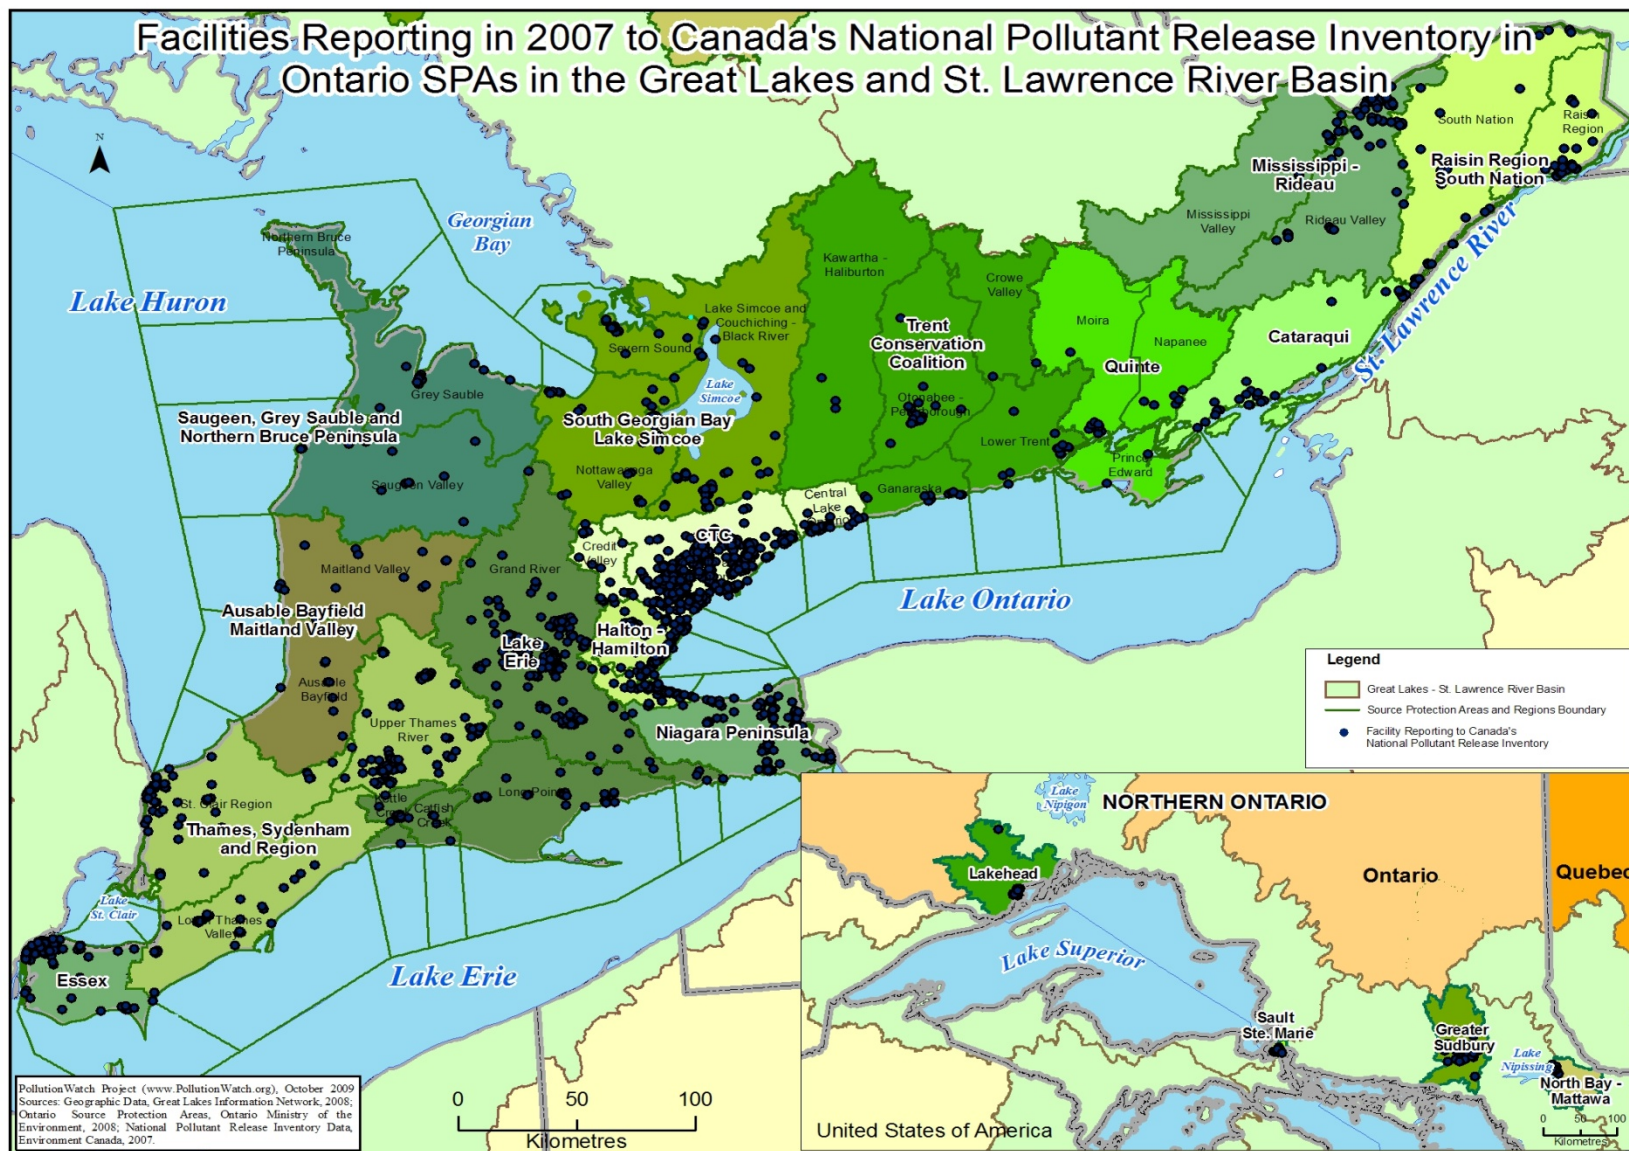 Facilities Reporting in 2007 to Canada's National Pollutant Release Inventory in
Ontario SPAs in the Great Lakes and St. Lawrence River Basin
N
Georgian
Bay
Lake Huron
Northern Bruce
Peninsula
Grey Sauble
Saugeen, Grey Sauble and
Northern Bruce Peninsula
Saugeen Valley
Severn Sound
Lake Simcoe and
Couchiching -
Black River
Lake
Simcoe
South Georgian Bay
Lake Simcoe
Nottawasaga
Valley
Kawartha -
Haliburton
Crowe
Valley
Trent
Conservation
Coalition
Otonabee -
Peterborough
Lower Trent
Ganaraska
Moira
Napanee
Quinte
Prince
Edward
Mississippi -
Rideau
Mississippi
Valley
Rideau Valley
South Nation
Raisin
Region
Raisin Region
South Nation
Cataraqui
St. Lawrence River
Central
Lake
CTC
Credit
Valley
Maitland Valley
Ausable Bayfield
Maitland Valley
Ausable
Bayfield
Grand River
Lake
Erie
Halton -
Hamilton
Lake Ontario
Upper Thames
River
Niagara Peninsula
Long Point
Kettle
Creek
Catfish
Creek
St. Clair Region
Thames, Sydenham
and Region
Lake
St. Clair
Lower Thames
Valley
Essex
Lake Erie
Legend
Great Lakes - St. Lawrence River Basin
Source Protection Areas and Regions Boundary
Facility Reporting to Canada's
National Pollutant Release Inventory
NORTHERN ONTARIO
Lake
Nipigon
Lakehead
Ontario
Quebec
Lake Superior
Sault
Ste. Marie
Greater
Sudbury
Lake
Nipissing
North Bay -
Mattawa
United States of America
0 50 100
Kilometres
0 50 100
Kilometres
PollutionWatch Project (www.PollutionWatch.org), October 2009
Sources: Geographic Data, Great Lakes Information Network, 2008;
Ontario Source Protection Areas, Ontario Ministry of the
Environment, 2008; National Pollutant Release Inventory Data,
Environment Canada, 2007.